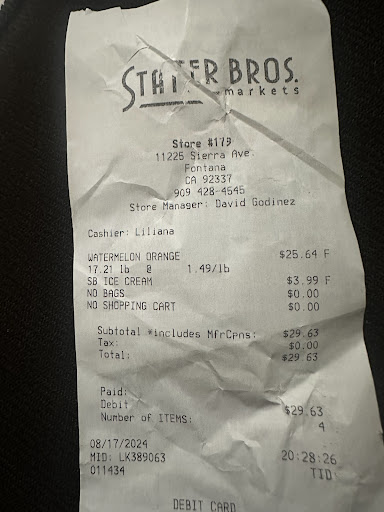 STATER BROS.
markets
Store #179
11225 Sierra Ave.
Fontana
CA 92337
909 428-4545
Store Manager: David Godinez
Cashier: Liliana
WATERMELON ORANGE $25.64 F
17.21 lb @ 1.49/lb
SB ICE CREAM $3.99 F
NO BAGS $0.00
NO SHOPPING CART $0.00
Subtotal *includes MfrCpns: $29.63
Tax: $0.00
Total: $29.63
Paid:
Debit $29.63
Number of ITEMS: 4
08/17/2024 20:28:26
MID: LK389063 TID:
011434
DEBIT CARD